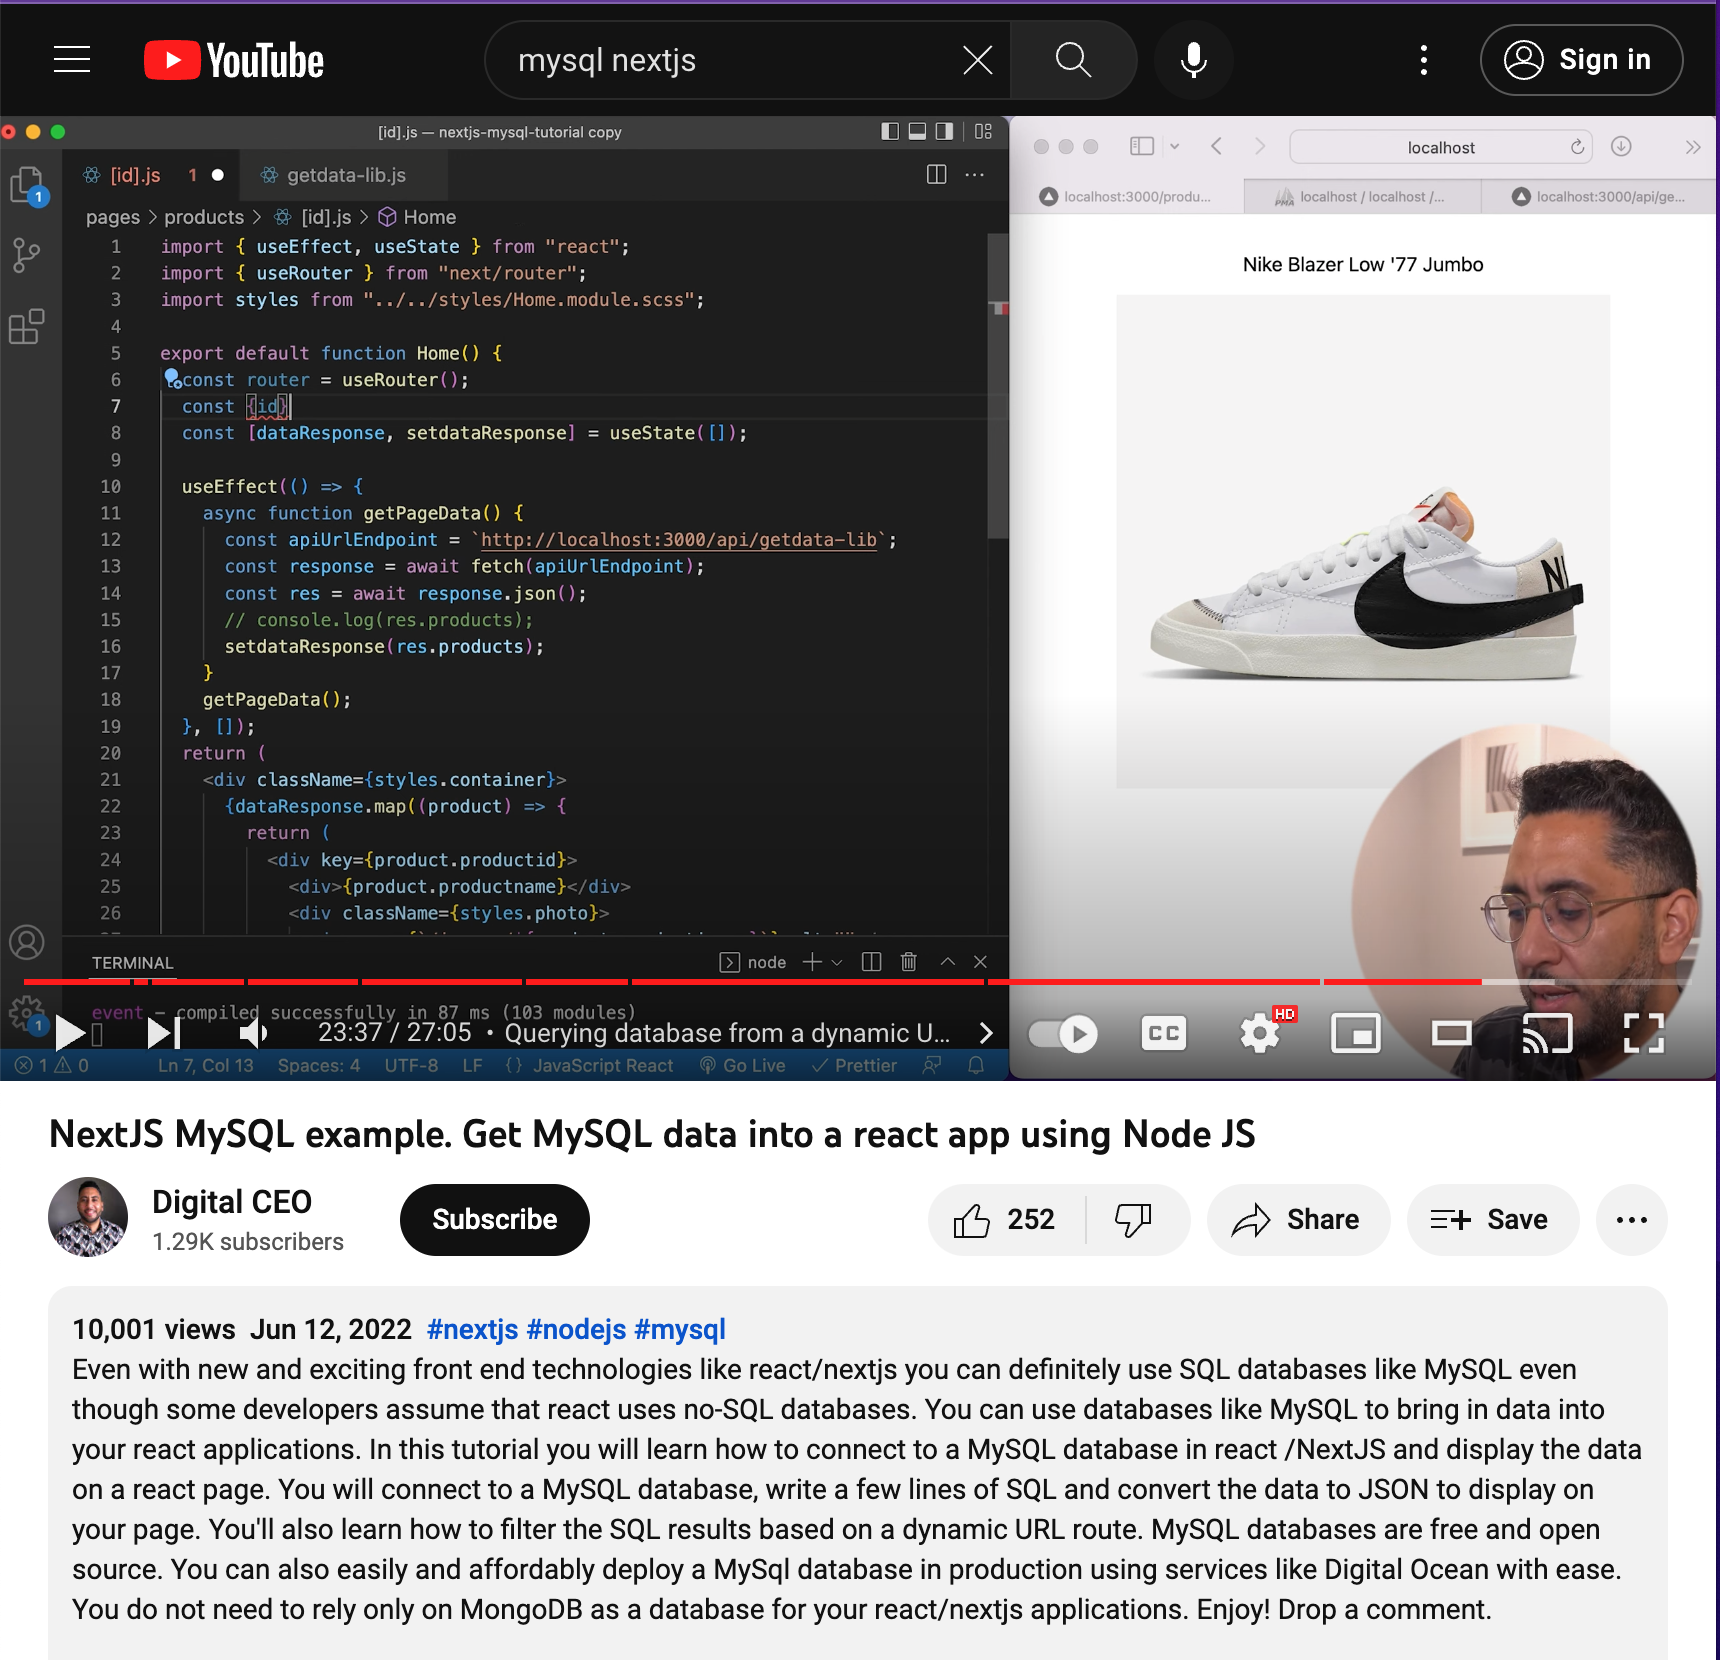 YouTube
mysql nextjs
Sign in
[id].js — nextjs-mysql-tutorial copy
[id].js 1
getdata-lib.js
pages > products > [id].js > Home
1 import { useEffect, useState } from "react";
2 import { useRouter } from "next/router";
3 import styles from "../../styles/Home.module.scss";
4
5 export default function Home() {
6 const router = useRouter();
7 const {id}
8 const [dataResponse, setdataResponse] = useState([]);
9
10 useEffect(() => {
11 async function getPageData() {
12 const apiUrlEndpoint = `http://localhost:3000/api/getdata-lib`;
13 const response = await fetch(apiUrlEndpoint);
14 const res = await response.json();
15 // console.log(res.products);
16 setdataResponse(res.products);
17 }
18 getPageData();
19 }, []);
20 return (
21 <div className={styles.container}>
22 {dataResponse.map((product) => {
23 return (
24 <div key={product.productid}>
25 <div>{product.productname}</div>
26 <div className={styles.photo}>
1
TERMINAL
node
event – compiled successfully in 87 ms (103 modules)
1
1 0
Ln 7, Col 13 Spaces: 4 UTF-8 LF {} JavaScript React Go Live Prettier
localhost
localhost:3000/produ...
PMA localhost / localhost /...
localhost:3000/api/ge...
Nike Blazer Low '77 Jumbo
23:37 / 27:05 • Querying database from a dynamic U...
CC
HD
NextJS MySQL example. Get MySQL data into a react app using Node JS
Digital CEO
1.29K subscribers
Subscribe
252
Share
Save
10,001 views Jun 12, 2022 #nextjs #nodejs #mysql
Even with new and exciting front end technologies like react/nextjs you can definitely use SQL databases like MySQL even
though some developers assume that react uses no-SQL databases. You can use databases like MySQL to bring in data into
your react applications. In this tutorial you will learn how to connect to a MySQL database in react /NextJS and display the data
on a react page. You will connect to a MySQL database, write a few lines of SQL and convert the data to JSON to display on
your page. You'll also learn how to filter the SQL results based on a dynamic URL route. MySQL databases are free and open
source. You can also easily and affordably deploy a MySql database in production using services like Digital Ocean with ease.
You do not need to rely only on MongoDB as a database for your react/nextjs applications. Enjoy! Drop a comment.